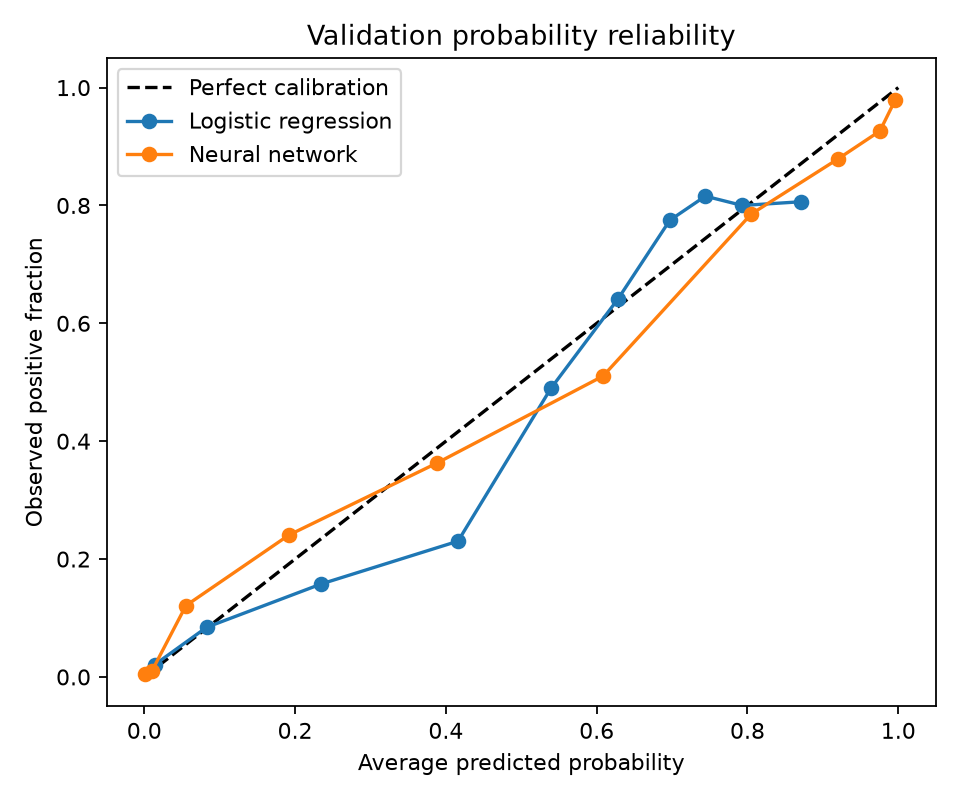 Validation probability reliability
Perfect calibration
Logistic regression
Neural network
Observed positive fraction
1.0
0.8
0.6
0.4
0.2
0.0
0.0 0.2 0.4 0.6 0.8 1.0
Average predicted probability